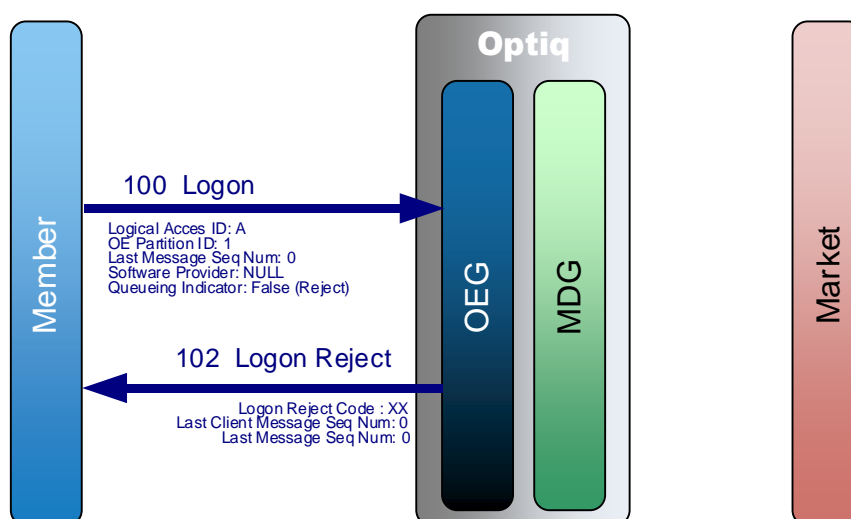 Optiq
100 Logon
Logical Acces ID: A
OE Partition ID: 1
Last Message Seq Num: 0
Software Provider: NULL
Queueing Indicator: False (Reject)
Member
OEG
MDG
Market
102 Logon Reject
Logon Reject Code : XX
Last Client Message Seq Num: 0
Last Message Seq Num: 0